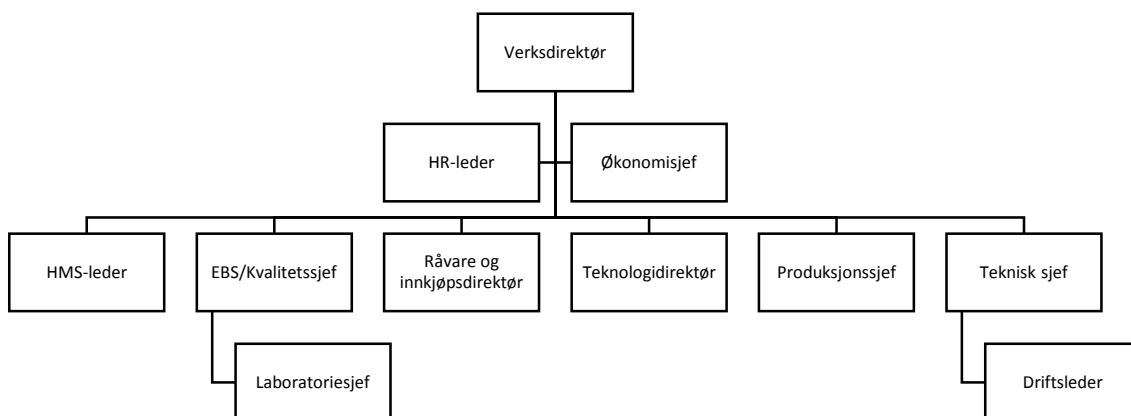 Verksdirektør
HR-leder
Økonomisjef
HMS-leder
EBS/Kvalitetssjef
Råvare og
innkjøpsdirektør
Teknologidirektør
Produksjonssjef
Teknisk sjef
Laboratoriesjef
Driftsleder